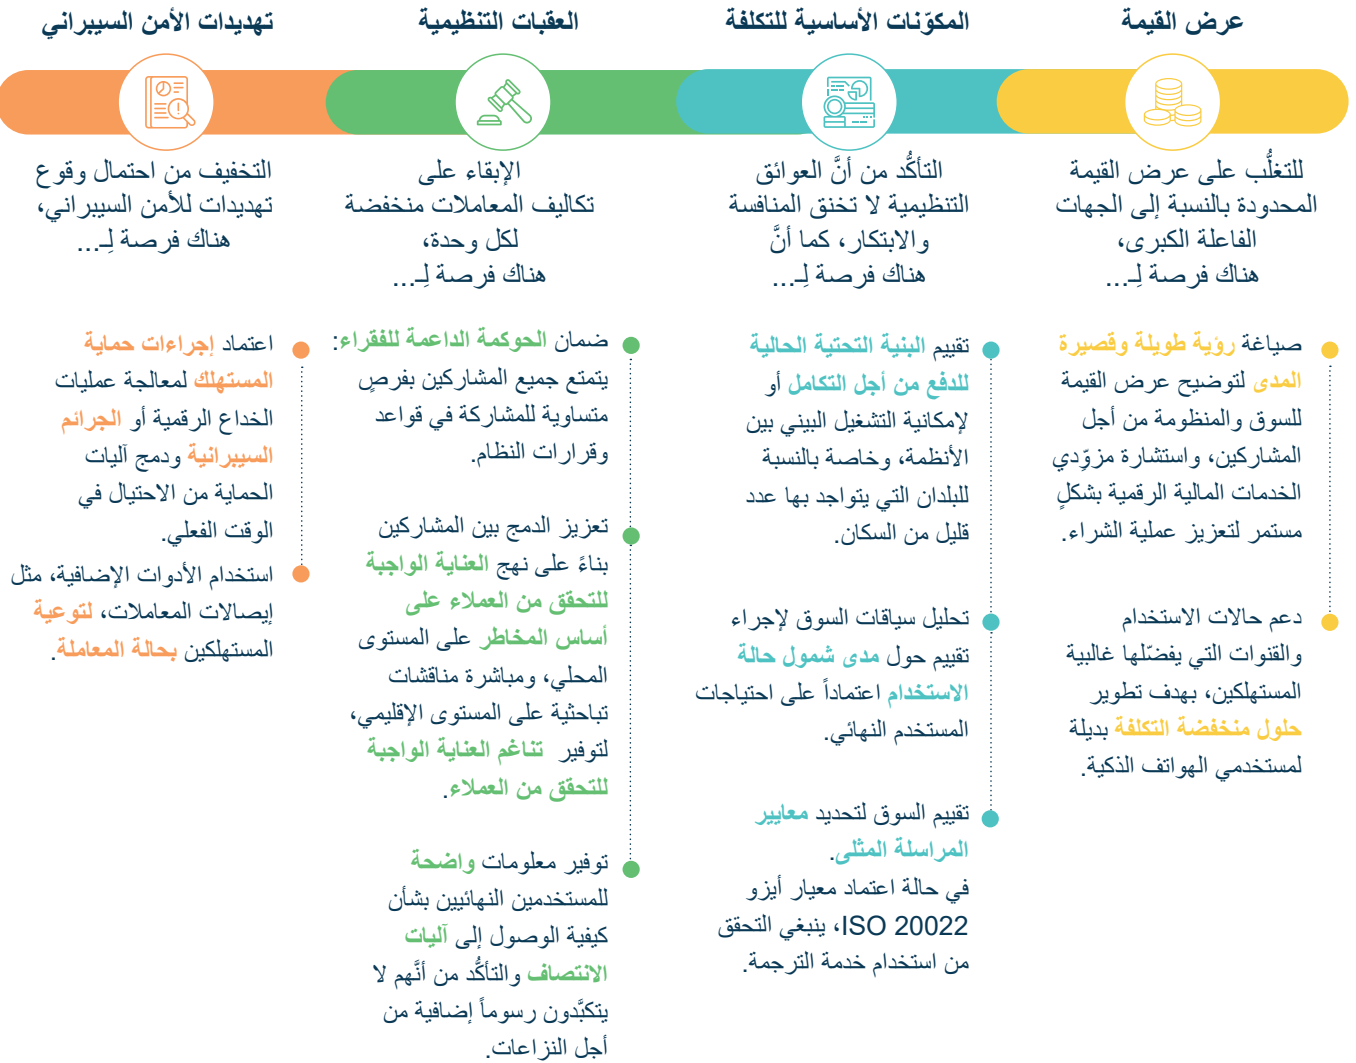 عرض القيمة
للتغلُّب على عرض القيمة
المحدودة بالنسبة إلى الجهات
الفاعلة الكبرى،
هناك فرصة لِـ...
صياغة رؤية طويلة وقصيرة
المدى لتوضيح عرض القيمة
للسوق والمنظومة من أجل
المشاركين، واستشارة مزوّدي
الخدمات المالية الرقمية بشكلٍ
مستمر لتعزيز عملية الشراء.
دعم حالات الاستخدام
والقنوات التي يفضّلها غالبية
المستهلكين، بهدف تطوير
حلول منخفضة التكلفة بديلة
لمستخدمي الهواتف الذكية.
المكوّنات الأساسية للتكلفة
التأكُّد من أنَّ العوائق
التنظيمية لا تخنق المنافسة
والابتكار، كما أنَّ
هناك فرصة لِـ...
تقييم البنية التحتية الحالية
للدفع من أجل التكامل أو
لإمكانية التشغيل البيني بين
الأنظمة، وخاصة بالنسبة
للبلدان التي يتواجد بها عدد
قليل من السكان.
تحليل سياقات السوق لإجراء
تقييم حول مدى شمول حالة
الاستخدام اعتماداً على احتياجات
المستخدم النهائي.
تقييم السوق لتحديد معايير
المراسلة المثلى.
في حالة اعتماد معيار أيزو
ISO 20022، ينبغي التحقق
من استخدام خدمة الترجمة.
العقبات التنظيمية
الإبقاء على
تكاليف المعاملات منخفضة
لكل وحدة،
هناك فرصة لِـ...
ضمان الحوكمة الداعمة للفقراء:
يتمتع جميع المشاركين بفرصٍ
متساوية للمشاركة في قواعد
وقرارات النظام.
تعزيز الدمج بين المشاركين
بناءً على نهج العناية الواجبة
للتحقق من العملاء على
أساس المخاطر على المستوى
المحلي، ومباشرة مناقشات
تباحثية على المستوى الإقليمي،
لتوفير تناغم العناية الواجبة
للتحقق من العملاء.
توفير معلومات واضحة
للمستخدمين النهائيين بشأن
كيفية الوصول إلى آليات
الانتصاف والتأكُّد من أنَّهم لا
يتكبَّدون رسوماً إضافية من
أجل النزاعات.
تهديدات الأمن السيبراني
التخفيف من احتمال وقوع
تهديدات للأمن السيبراني،
هناك فرصة لِـ...
اعتماد إجراءات حماية
المستهلك لمعالجة عمليات
الخداع الرقمية أو الجرائم
السيبرانية ودمج آليات
الحماية من الاحتيال في
الوقت الفعلي.
استخدام الأدوات الإضافية، مثل
إيصالات المعاملات، لتوعية
المستهلكين بحالة المعاملة.